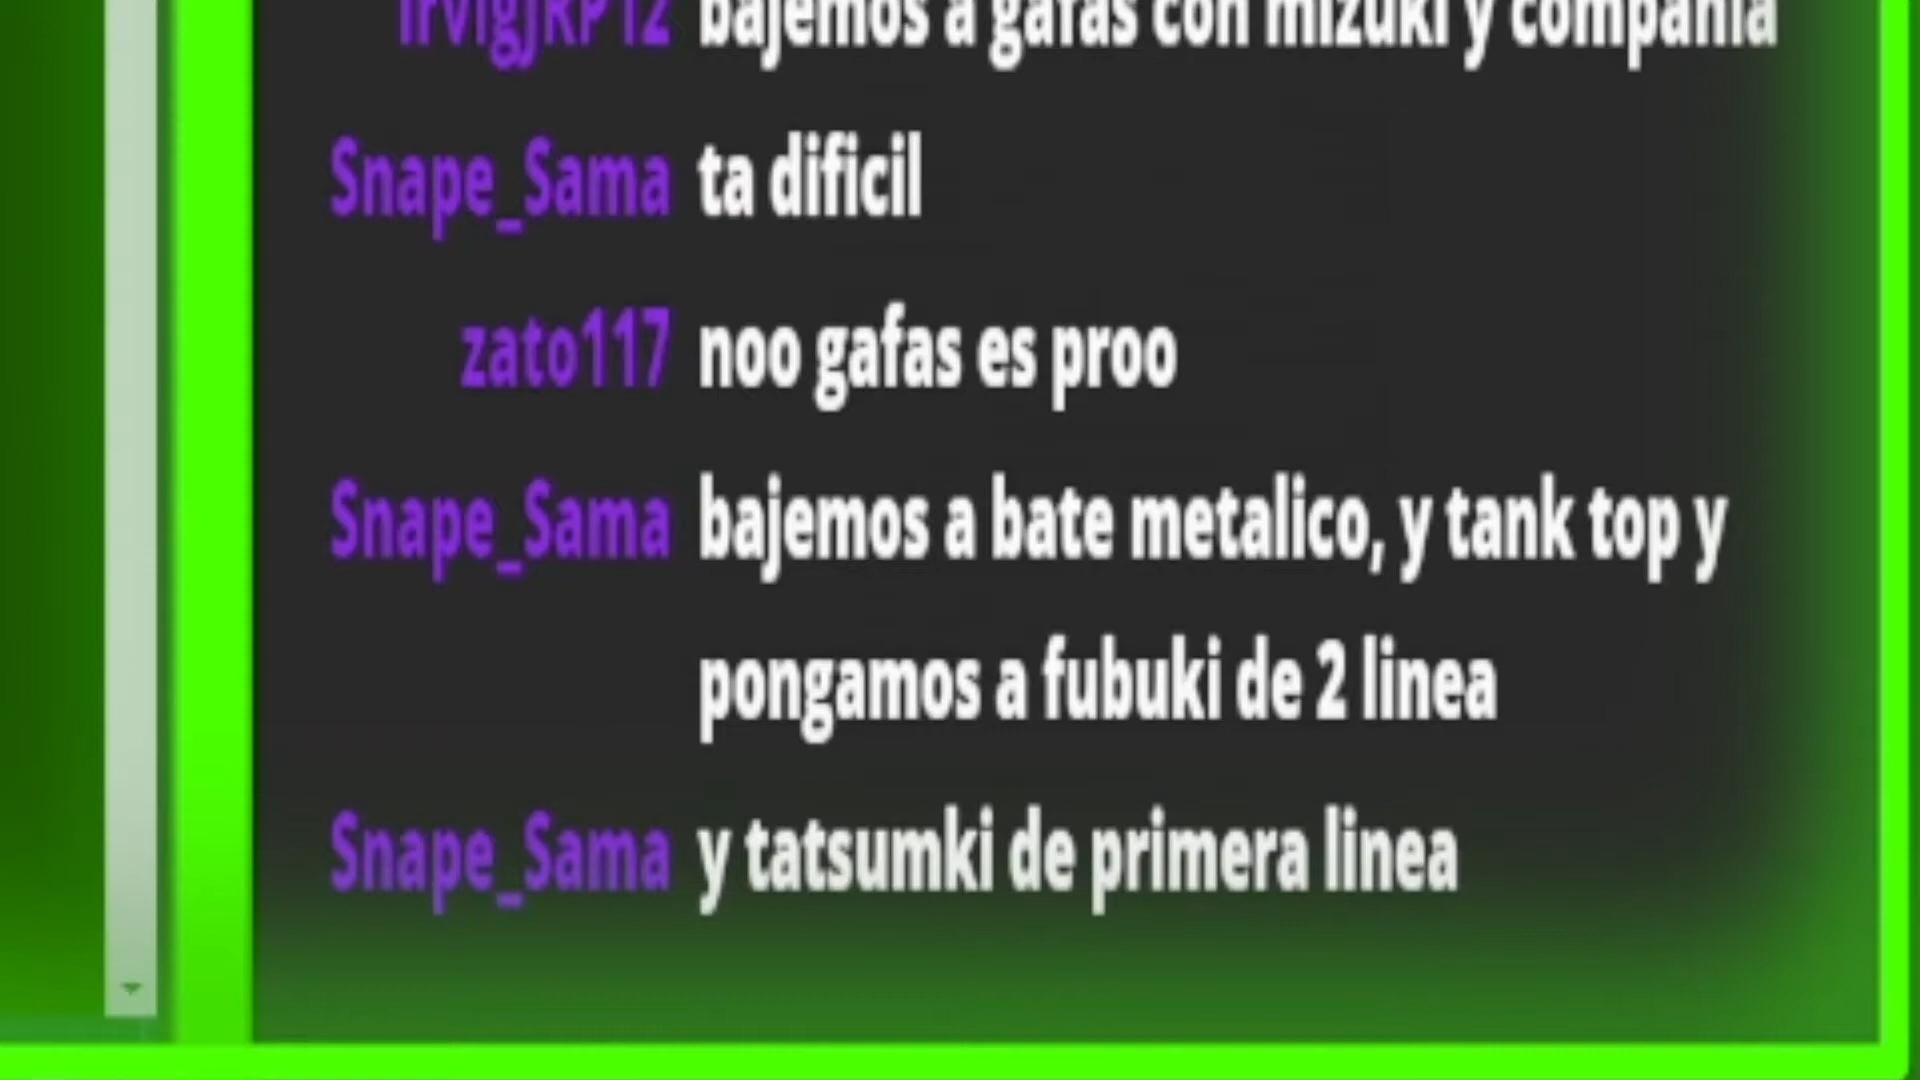 bajemos a gafas con mizuki y compañia
Snape_Sama ta dificil
zato117 noo gafas es proo
Snape_Sama bajemos a bate metalico, y tank top y
pongamos a fubuki de 2 linea
Snape_Sama y tatsumki de primera linea